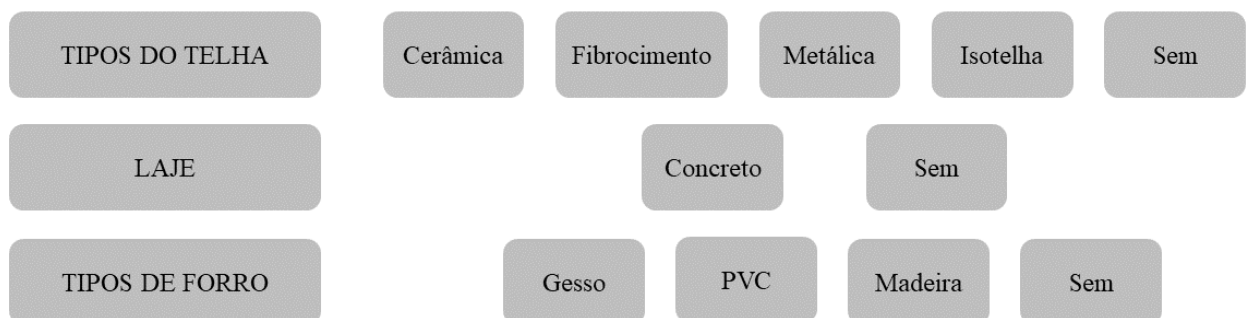 TIPOS DO TELHA Cerâmica Fibrocimento Metálica Isotelha Sem
LAJE Concreto Sem
TIPOS DE FORRO Gesso PVC Madeira Sem